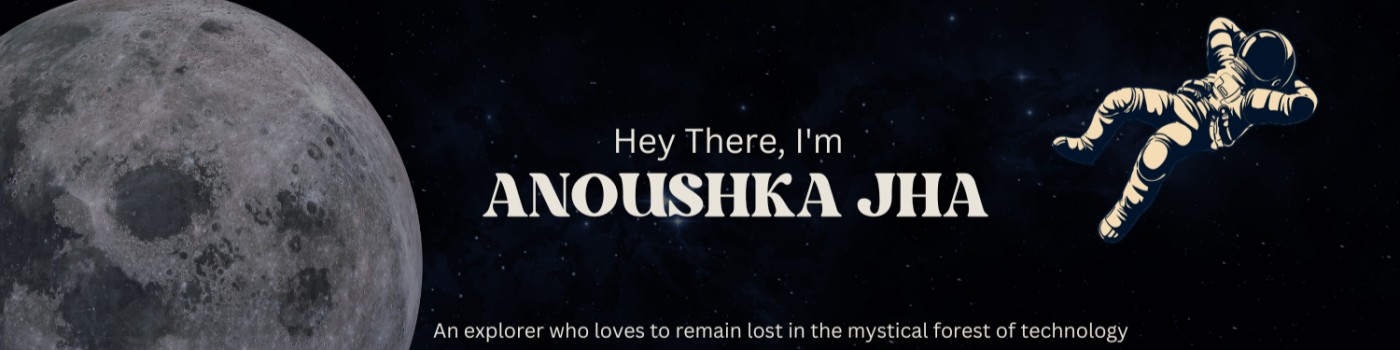 Hey There, I'm
ANOUSHKA JHA
An explorer who loves to remain lost in the mystical forest of technology